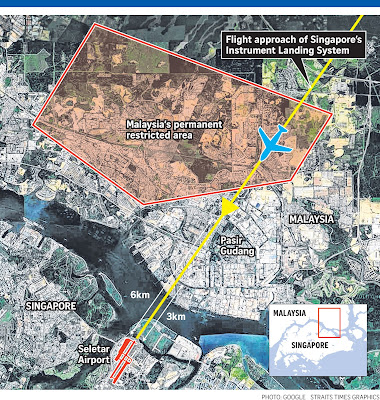 Flight approach of Singapore's
Instrument Landing System
Malaysia's permanent
restricted area
MALAYSIA
Pasir
Gudang
SINGAPORE
6km
3km
Seletar
Airport
MALAYSIA
SINGAPORE
PHOTO: GOOGLE STRAITS TIMES GRAPHICS